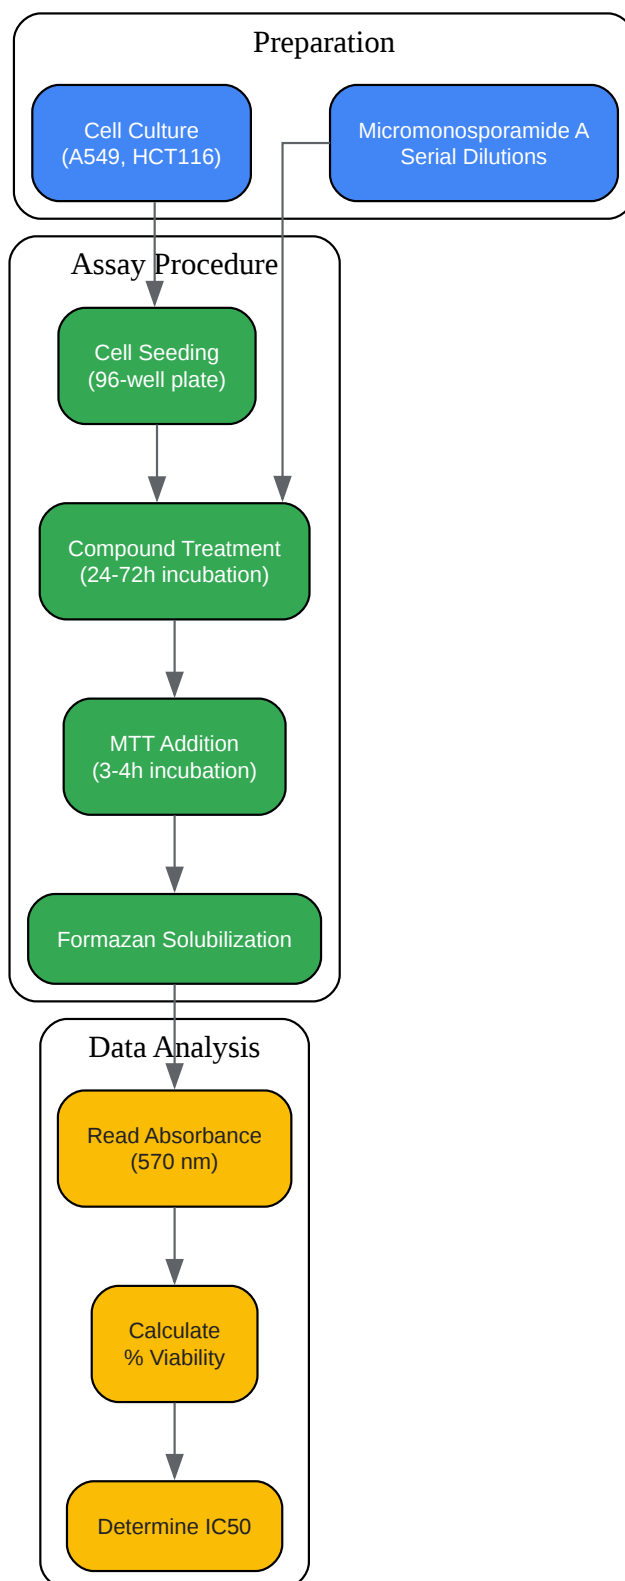 Preparation
Cell Culture
(A549, HCT116)
Micromonosporamide A
Serial Dilutions
Assay Procedure
Cell Seeding
(96-well plate)
Compound Treatment
(24-72h incubation)
MTT Addition
(3-4h incubation)
Formazan Solubilization
Data Analysis
Read Absorbance
(570 nm)
Calculate
% Viability
Determine IC50